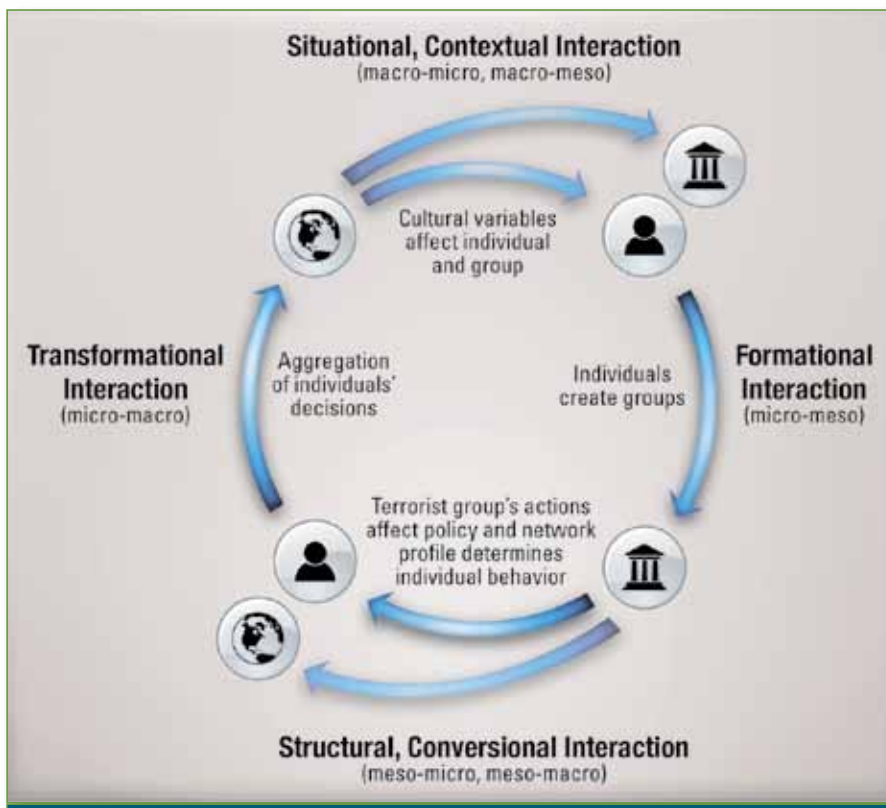 Situational, Contextual Interaction
(macro-micro, macro-meso)
Cultural variables
affect individual
and group
Transformational
Interaction
(micro-macro)
Aggregation
of individuals'
decisions
Individuals
create groups
Formational
Interaction
(micro-meso)
Terrorist group's actions
affect policy and network
profile determines
individual behavior
Structural, Conversional Interaction
(meso-micro, meso-macro)